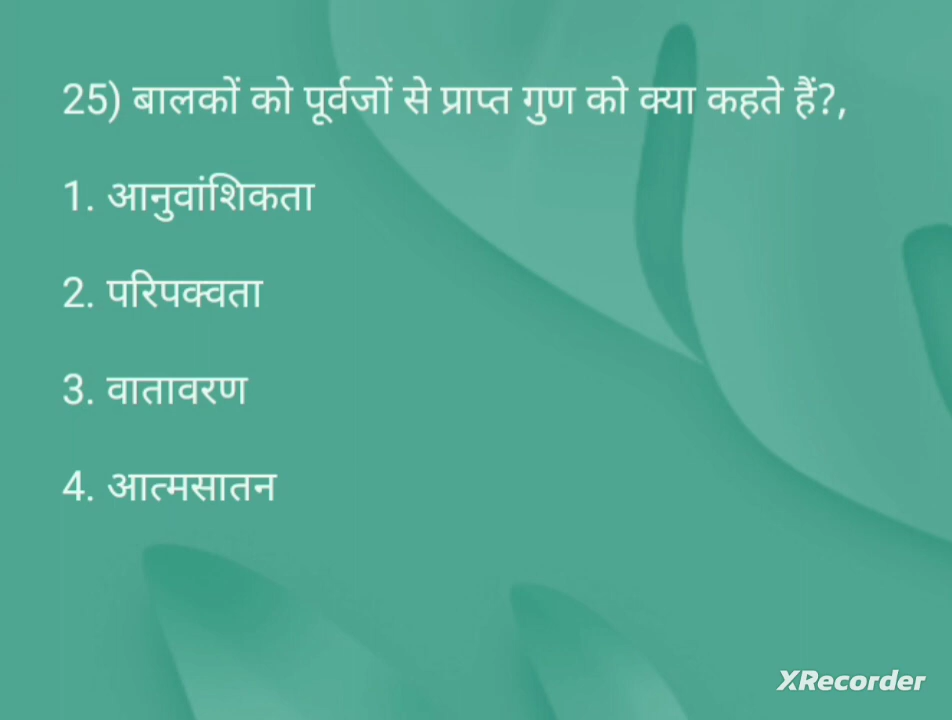 25) बालकों को पूर्वजों से प्राप्त गुण को क्या कहते हैं?,
1. आनुवांशिकता
2. परिपक्वता
3. वातावरण
4. आत्मसातन
XRecorder